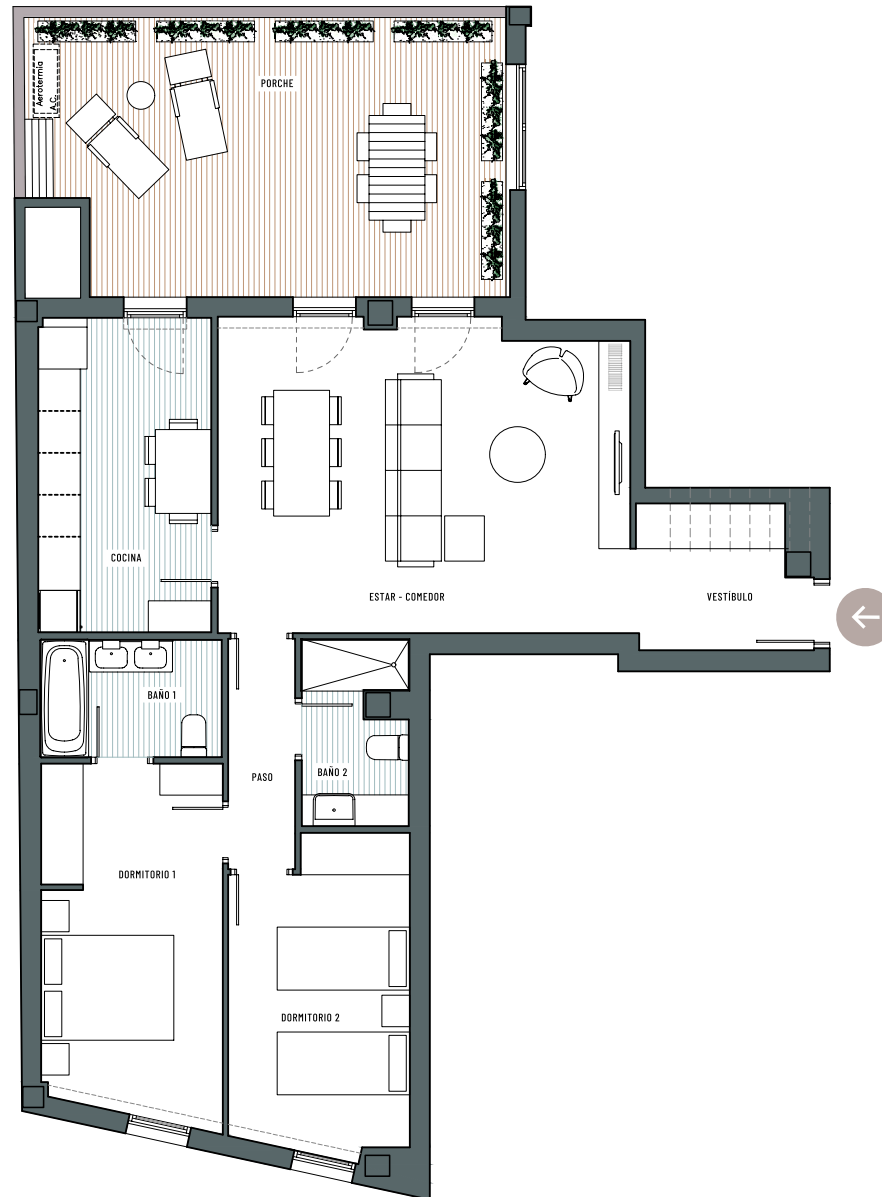 PORCHE
Aerotermia
A.C.
COCINA
ESTAR - COMEDOR
VESTÍBULO
BAÑO 1
BAÑO 2
PASO
DORMITORIO 1
DORMITORIO 2